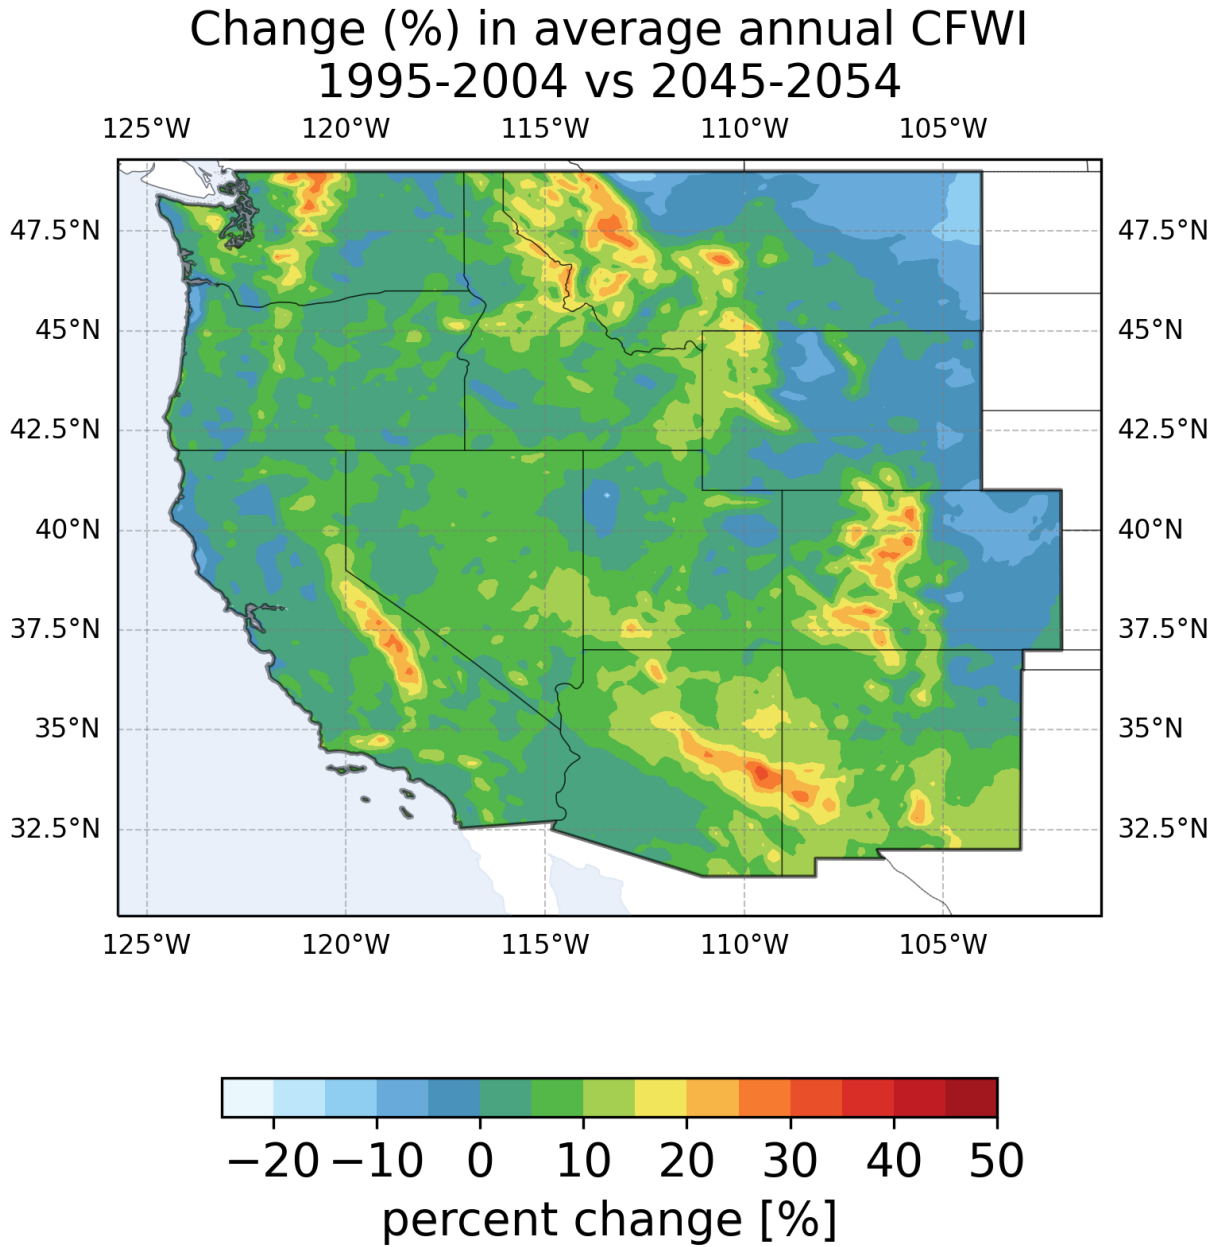 Change (%) in average annual CFWI
1995-2004 vs 2045-2054
125°W 120°W 115°W 110°W 105°W
47.5°N 47.5°N
45°N 45°N
42.5°N 42.5°N
40°N 40°N
37.5°N 37.5°N
35°N 35°N
32.5°N 32.5°N
125°W 120°W 115°W 110°W 105°W
−20 −10 0 10 20 30 40 50
percent change [%]